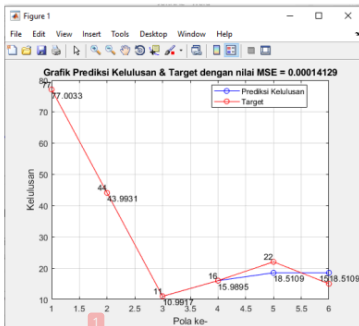 Figure 1
File Edit View Insert Tools Desktop Window Help
Grafik Prediksi Kelulusan & Target dengan nilai MSE = 0.00014129
Prediksi Kelulusan
Target
Kelulusan
80
70
60
50
40
30
20
10
77.0033
44
43.9931
11
10.9917
16
15.9895
22
18.5109
15
18.5109
1 1.5 2 2.5 3 3.5 4 4.5 5 5.5 6
Pola ke-
1